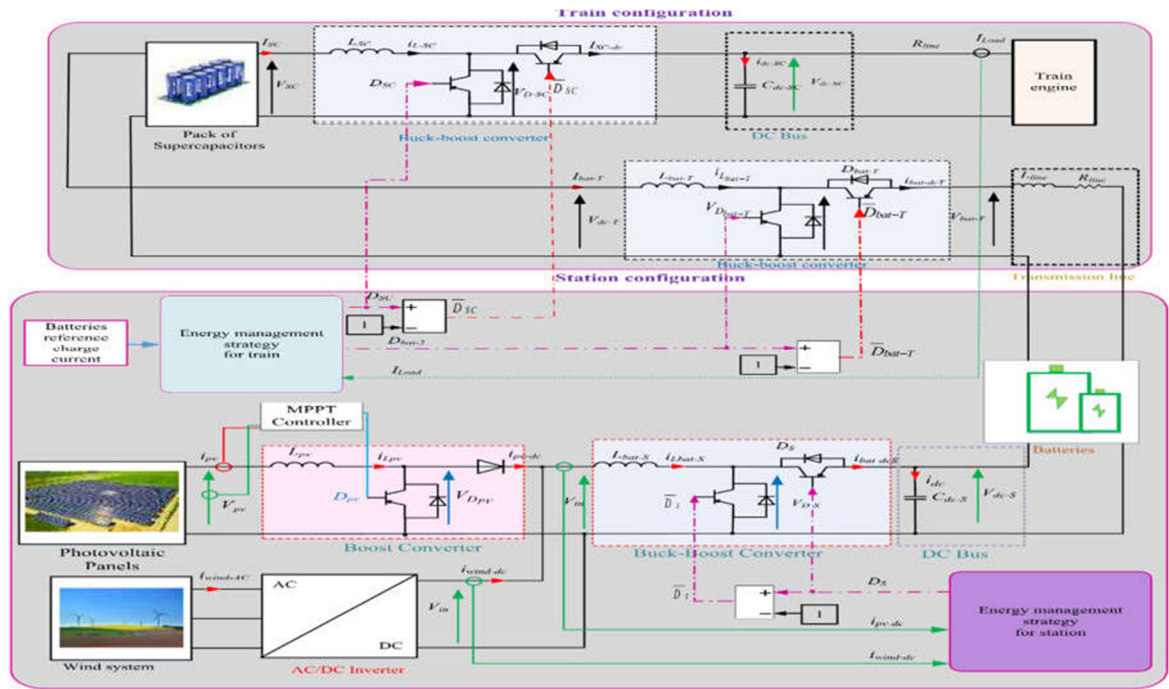 Train configuration
I_SC
L_SC
i_L-SC
I_SC-dc
R_line
I_Load
V_SC
D_SC
V_D-SC
D̅_SC
i_dc-SC
C_dc-SC
V_dc-SC
Train
engine
Pack of
Supercapacitors
Buck-boost converter
DC Bus
I_bat-T
L_bat-T
i_Lbat-T
D_bat-T
i_bat-dcT
L_line
R_line
V_dc-T
V_Dbat-T
D̅_bat-T
V_bat-T
Buck-boost converter
Transmission line
Station configuration
Batteries
reference
charge
current
Energy management
strategy
for train
D_SC
1
+
−
D̅_SC
D_bat-2
1
+
−
D̅_bat-T
I_Load
MPPT
Controller
Batteries
i_pv
L_pv
i_Lpv
i_pv-dc
L_bat-S
i_Lbat-S
D_S
i_bat-dcS
V_pv
D_pv
V_DPV
V_in
D̅_1
V_D-S
i_dc
C_dc-S
V_dc-S
Photovoltaic
Panels
Boost Converter
Buck-Boost Converter
DC Bus
i_wind-AC
AC
DC
i_wind-dc
V_in
D̅_1
+
−
1
D_S
i_pv-dc
i_wind-dc
Energy management
strategy
for station
Wind system
AC/DC Inverter